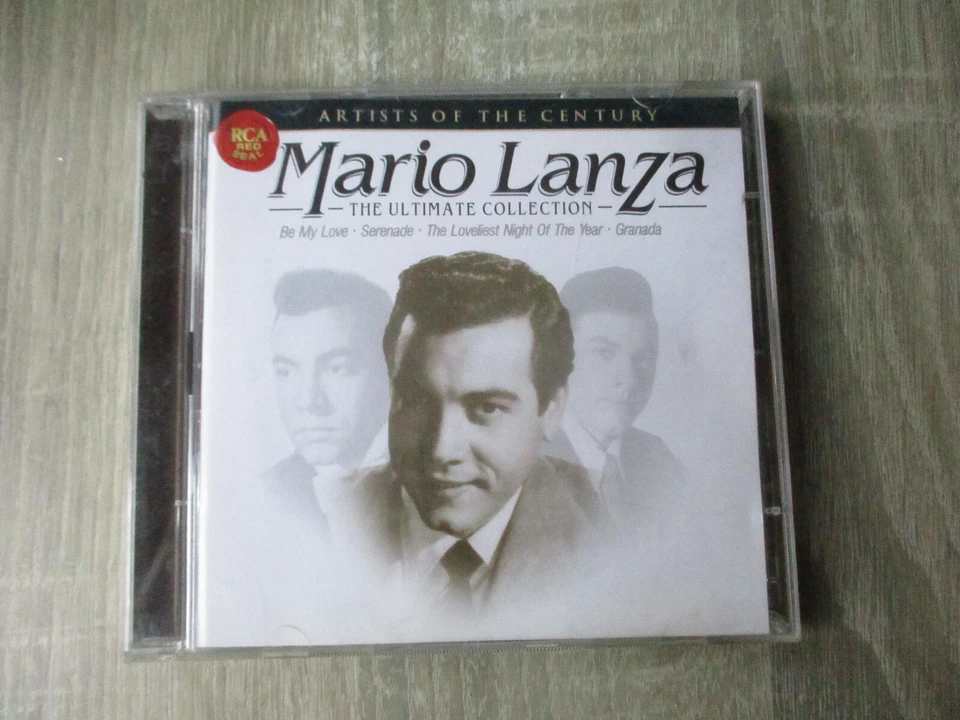 ARTISTS OF THE CENTURY
RCA
RED
SEAL
Mario Lanza
THE ULTIMATE COLLECTION
Be My Love · Serenade · The Loveliest Night Of The Year · Granada